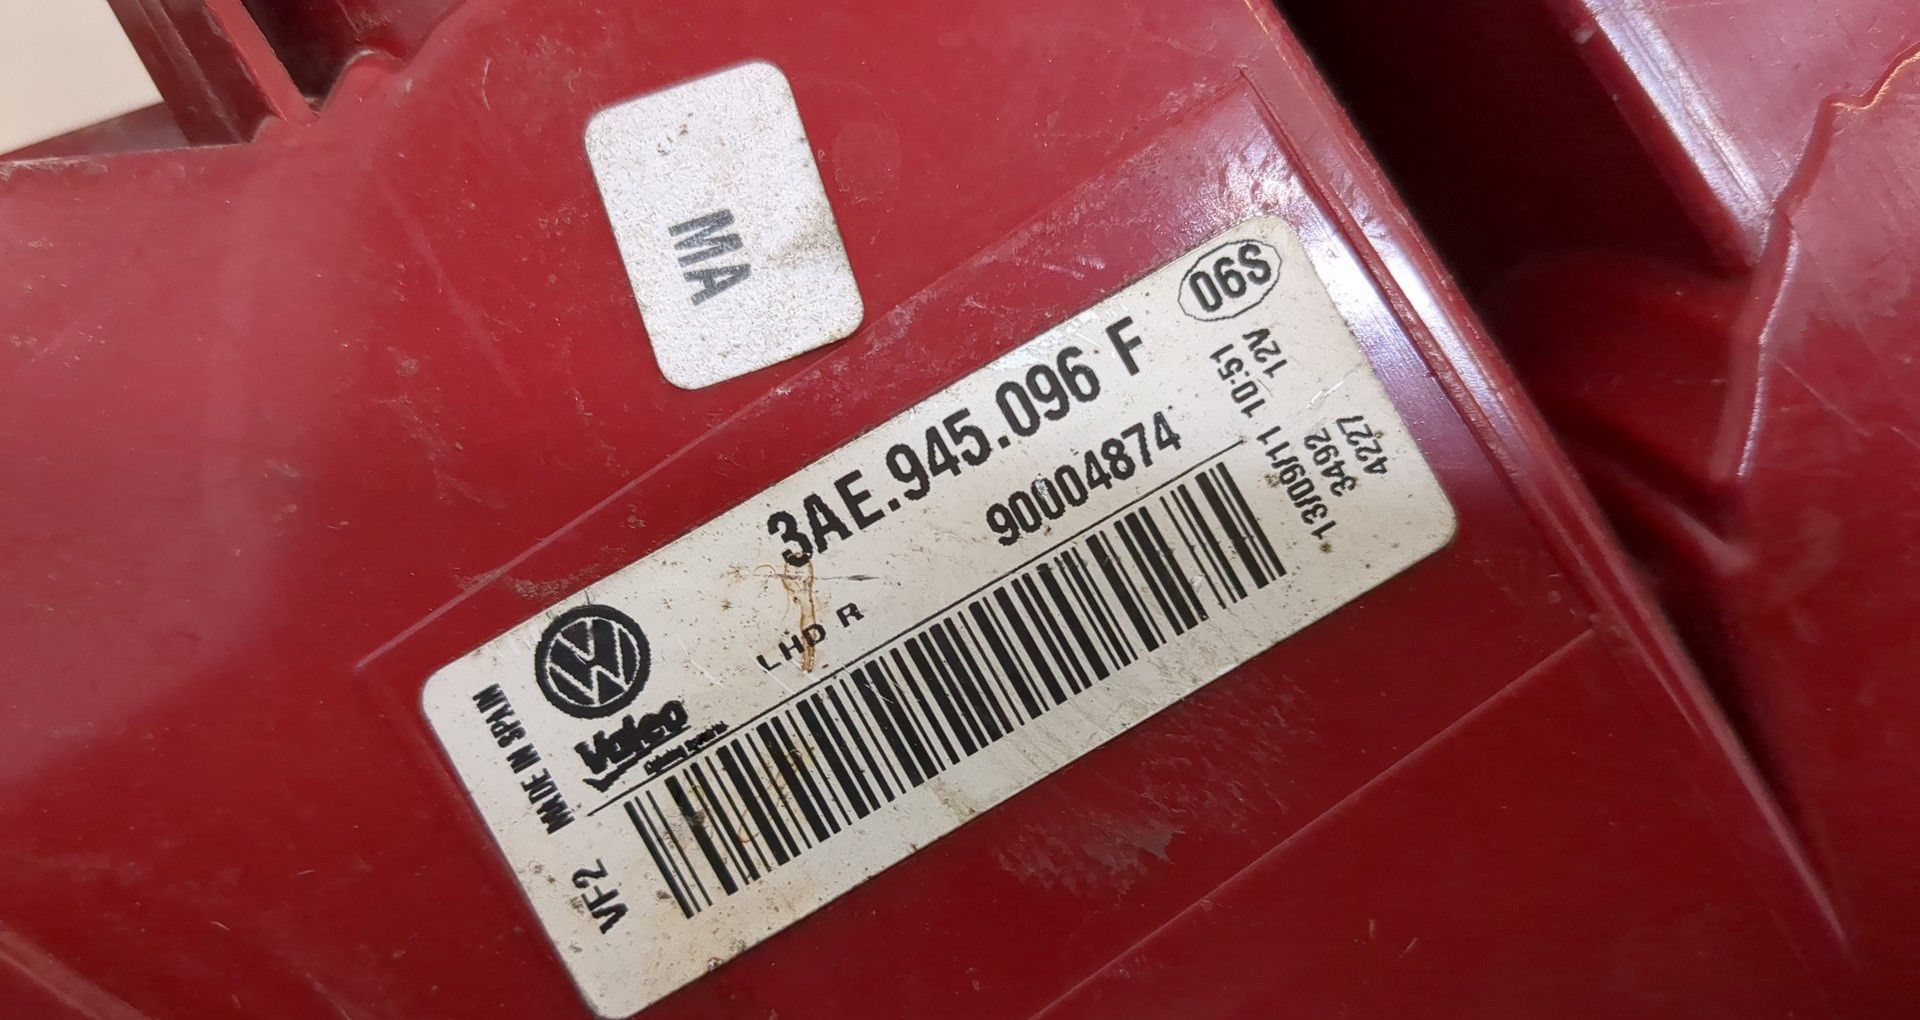 MA
06S
3AE.945.096 F
90004874
LHD R
13/09/11 10:51
3492 12V
4227
Valeo
MADE IN SPAIN
VF2